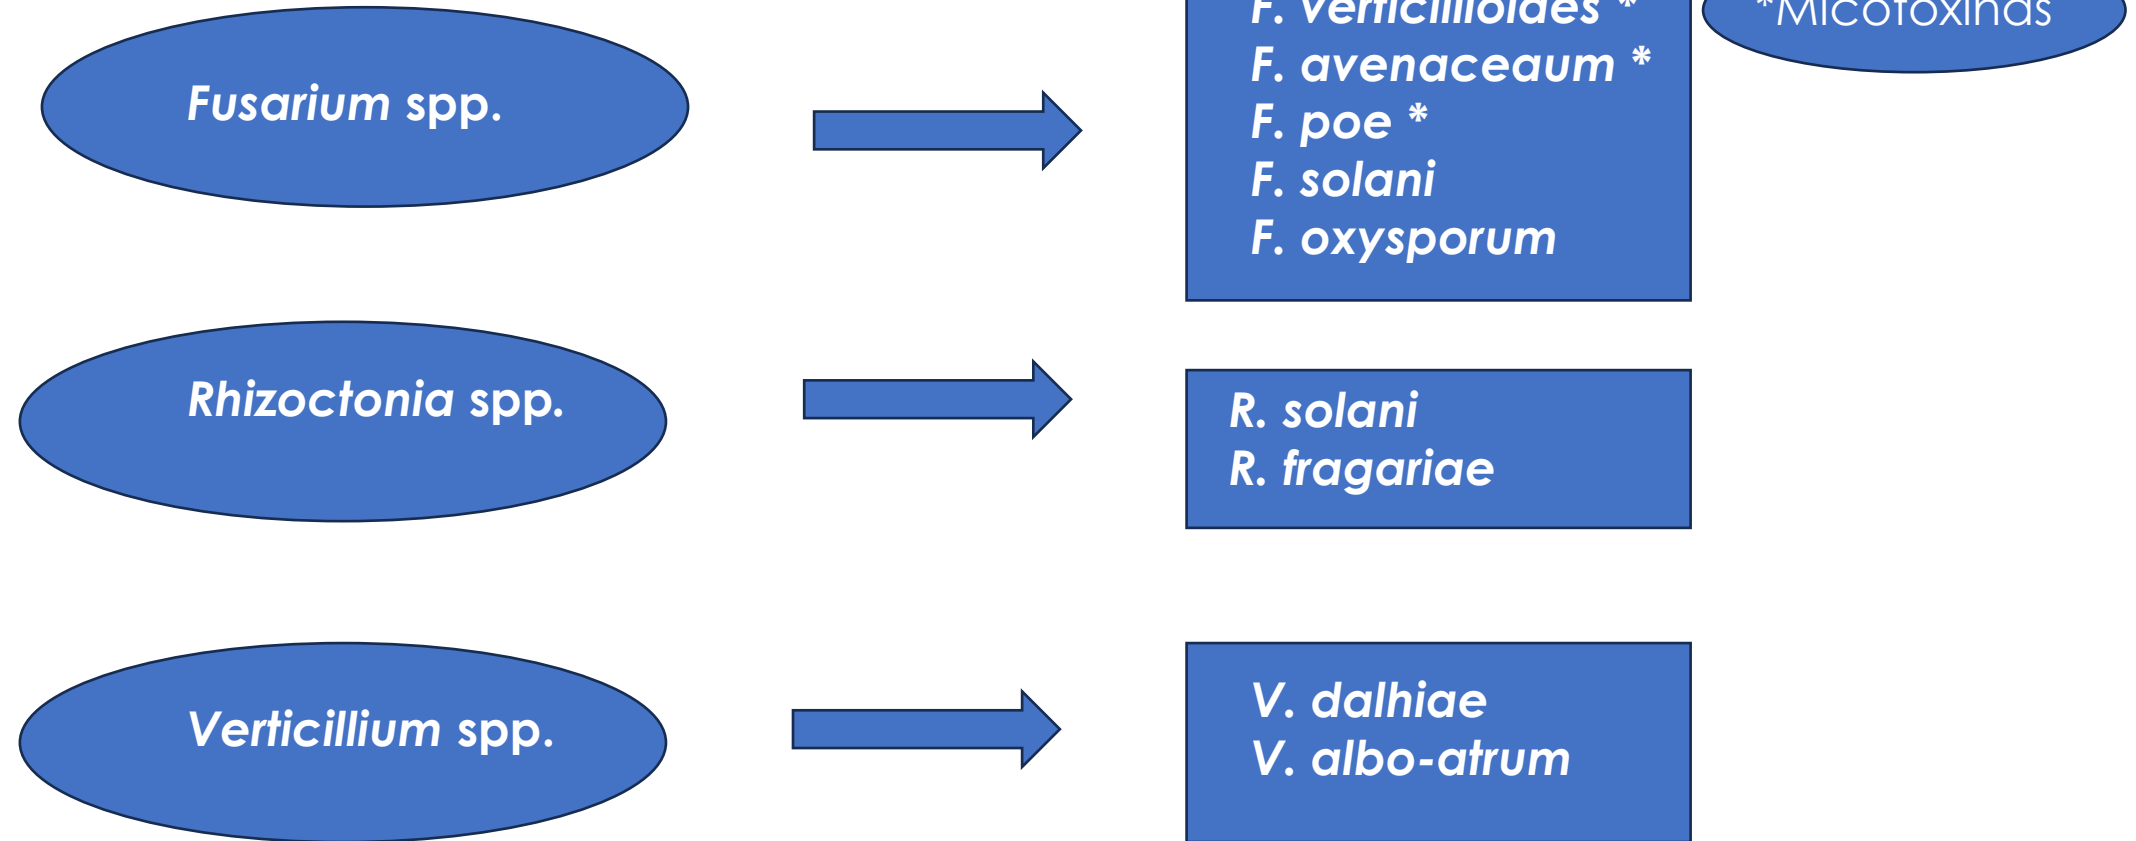 F. verticillioides *
*Micotoxinas
F. avenaceaum *
Fusarium spp.
F. poe *
F. solani
F. oxysporum
Rhizoctonia spp.
R. solani
R. fragariae
Verticillium spp.
V. dalhiae
V. albo-atrum